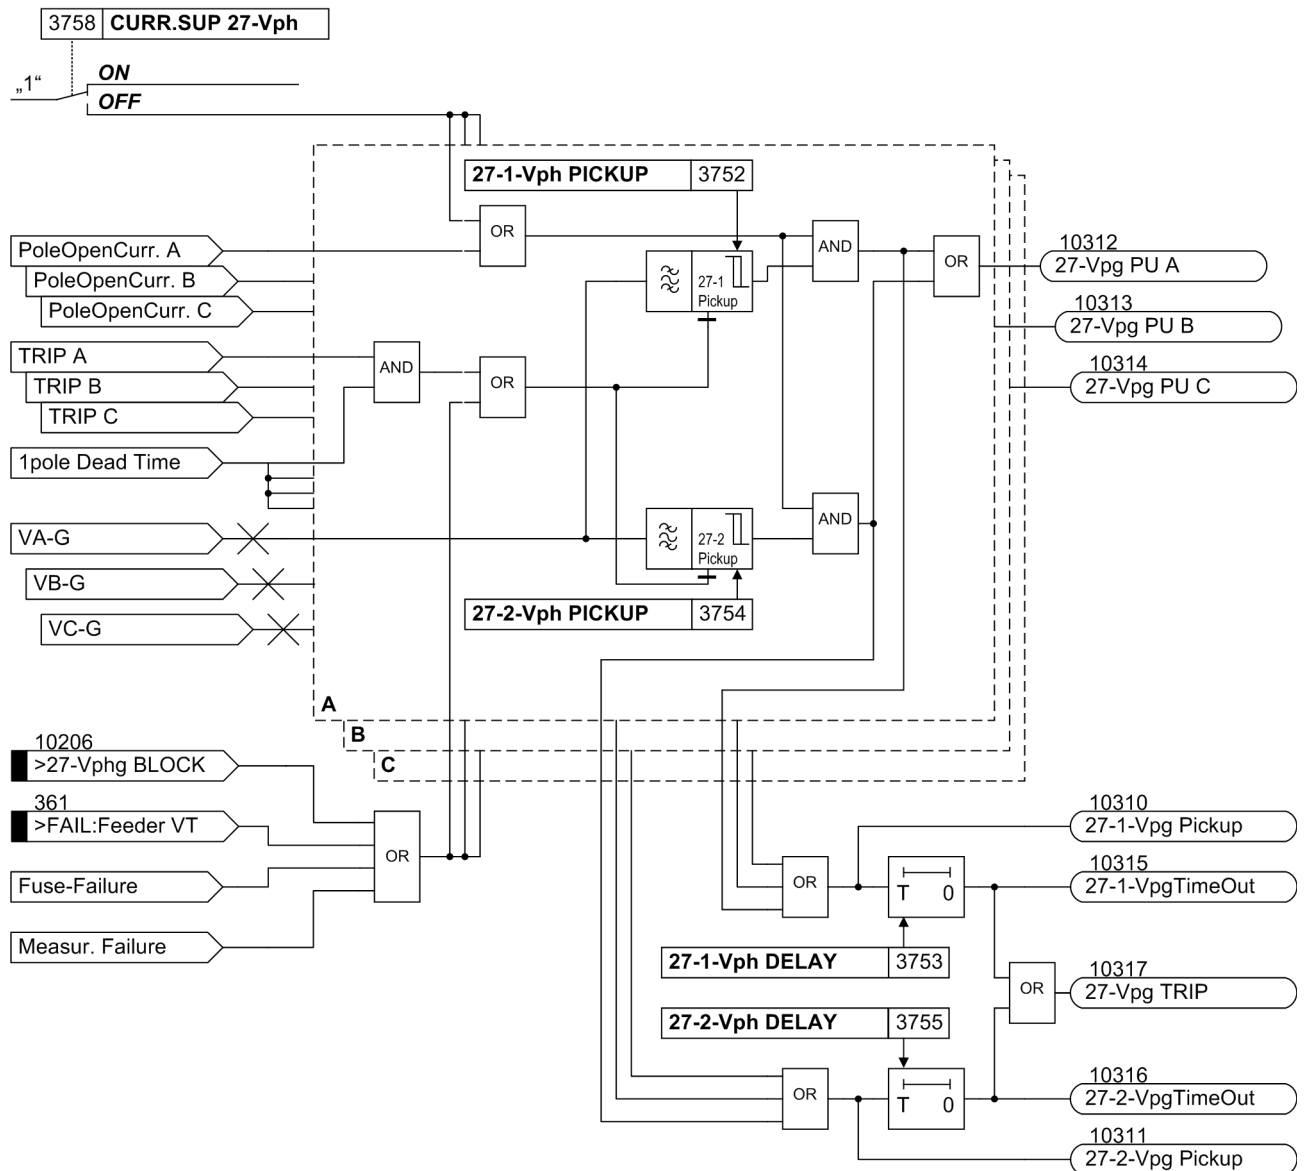 3758 CURR.SUP 27-Vph
„1“
ON
OFF
27-1-Vph PICKUP 3752
OR
PoleOpenCurr. A
PoleOpenCurr. B
PoleOpenCurr. C
27-1
Pickup
AND
OR
10312
27-Vpg PU A
10313
27-Vpg PU B
10314
27-Vpg PU C
TRIP A
TRIP B
TRIP C
AND
OR
1pole Dead Time
VA-G
VB-G
VC-G
27-2
Pickup
AND
27-2-Vph PICKUP 3754
A
B
C
10206
>27-Vphg BLOCK
361
>FAIL:Feeder VT
Fuse-Failure
Measur. Failure
OR
OR
T 0
10310
27-1-Vpg Pickup
10315
27-1-VpgTimeOut
27-1-Vph DELAY 3753
OR
10317
27-Vpg TRIP
27-2-Vph DELAY 3755
OR
T 0
10316
27-2-VpgTimeOut
10311
27-2-Vpg Pickup